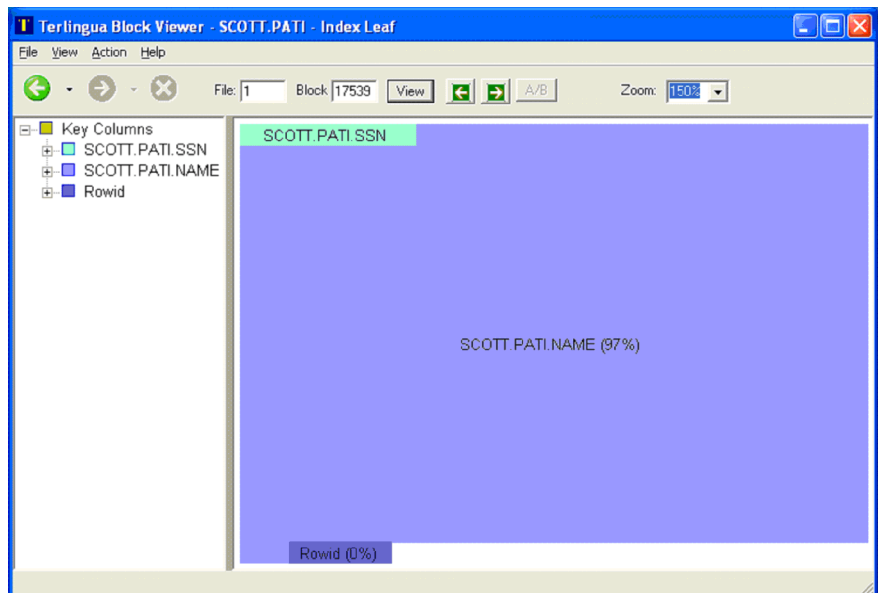 Terlingua Block Viewer - SCOTT.PATI - Index Leaf
File View Action Help
File: 1 Block 17539 View A/B Zoom: 150%
Key Columns
SCOTT.PATI.SSN
SCOTT.PATI.NAME
Rowid
SCOTT.PATI.SSN
SCOTT.PATI.NAME (97%)
Rowid (0%)